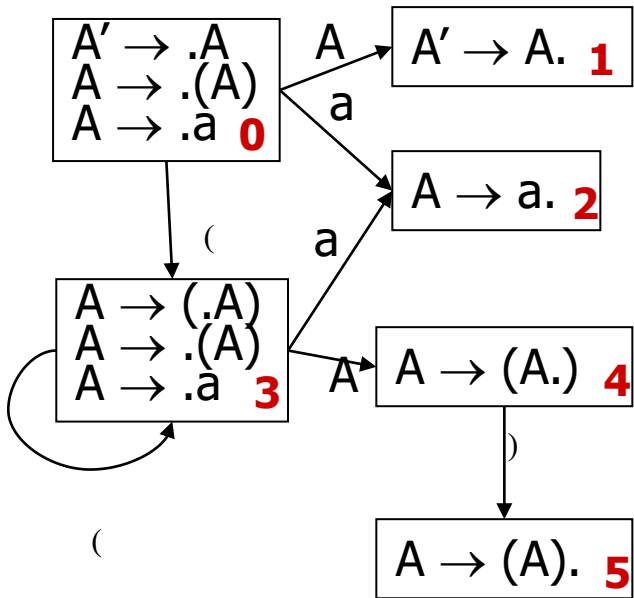 A′ → .A
A → .(A)
A → .a 0
A
A′ → A. 1
a
A → a. 2
(
a
A → (.A)
A → .(A)
A → .a 3
A
A → (A.) 4
)
(
A → (A). 5